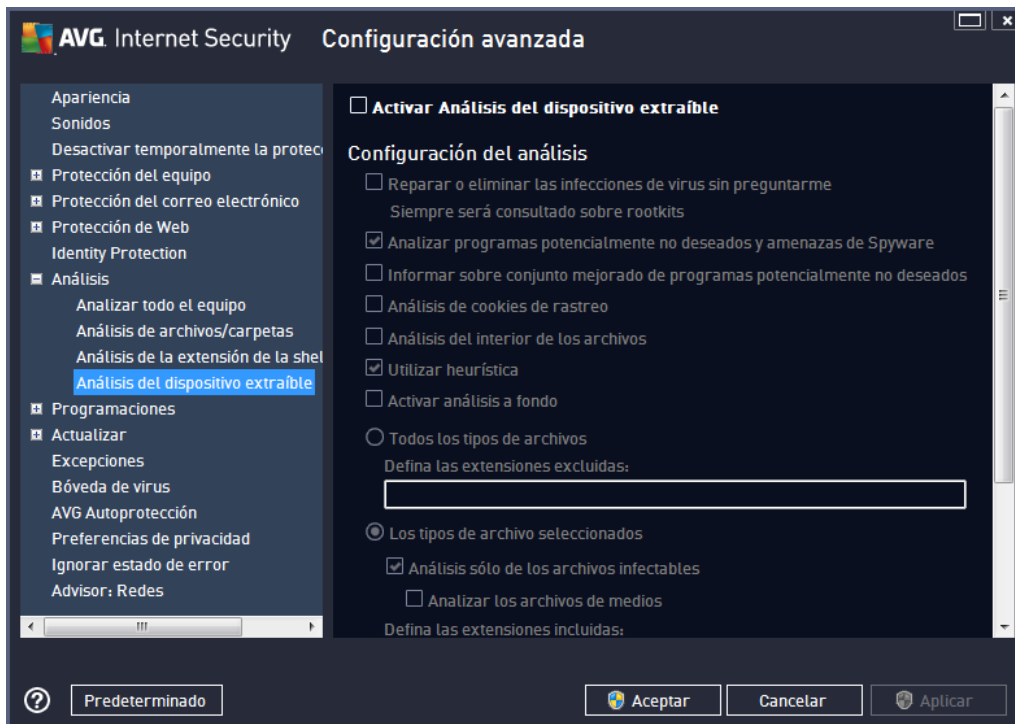 AVG. Internet Security Configuración avanzada
Apariencia
Sonidos
Desactivar temporalmente la protec
Protección del equipo
Protección del correo electrónico
Protección de Web
Identity Protection
Análisis
Analizar todo el equipo
Análisis de archivos/carpetas
Análisis de la extensión de la shel
Análisis del dispositivo extraíble
Programaciones
Actualizar
Excepciones
Bóveda de virus
AVG Autoprotección
Preferencias de privacidad
Ignorar estado de error
Advisor: Redes
Activar Análisis del dispositivo extraíble
Configuración del análisis
Reparar o eliminar las infecciones de virus sin preguntarme
Siempre será consultado sobre rootkits
Analizar programas potencialmente no deseados y amenazas de Spyware
Informar sobre conjunto mejorado de programas potencialmente no deseados
Análisis de cookies de rastreo
Análisis del interior de los archivos
Utilizar heurística
Activar análisis a fondo
Todos los tipos de archivos
Defina las extensiones excluidas:
Los tipos de archivo seleccionados
Análisis sólo de los archivos infectables
Analizar los archivos de medios
Defina las extensiones incluidas:
? Predeterminado Aceptar Cancelar Aplicar